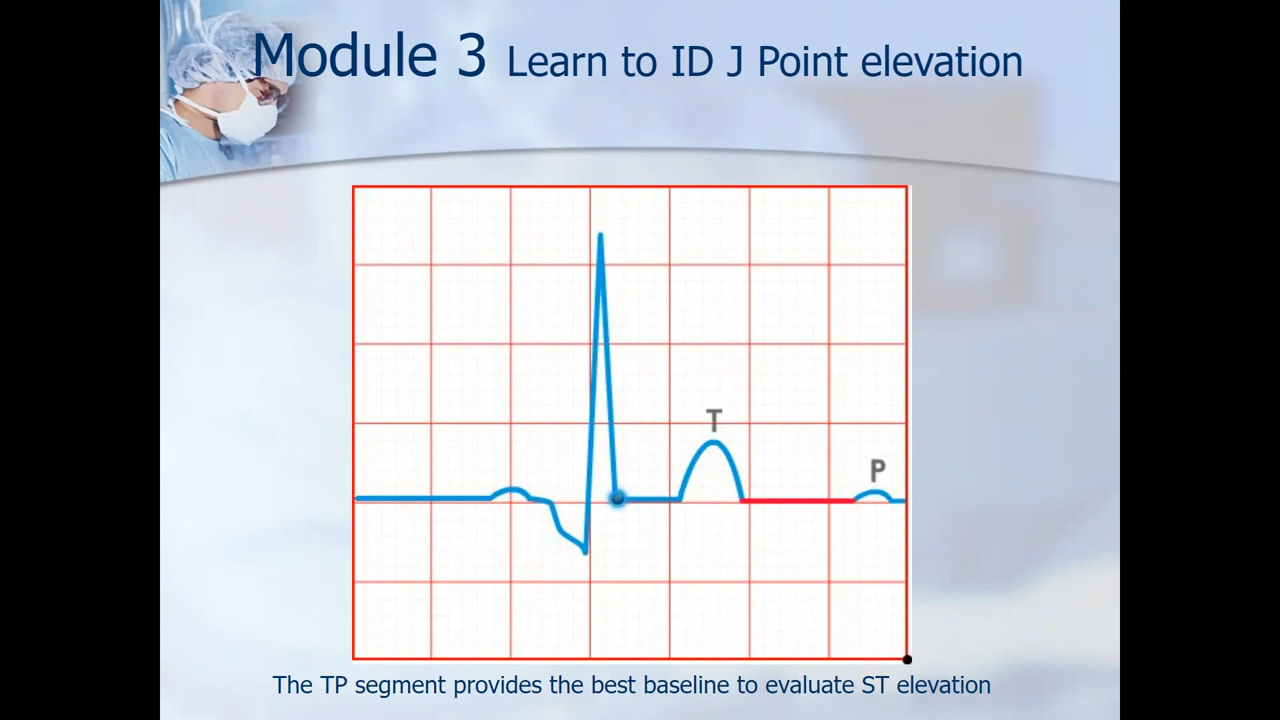 Module 3 Learn to ID J Point elevation
T
P
The TP segment provides the best baseline to evaluate ST elevation